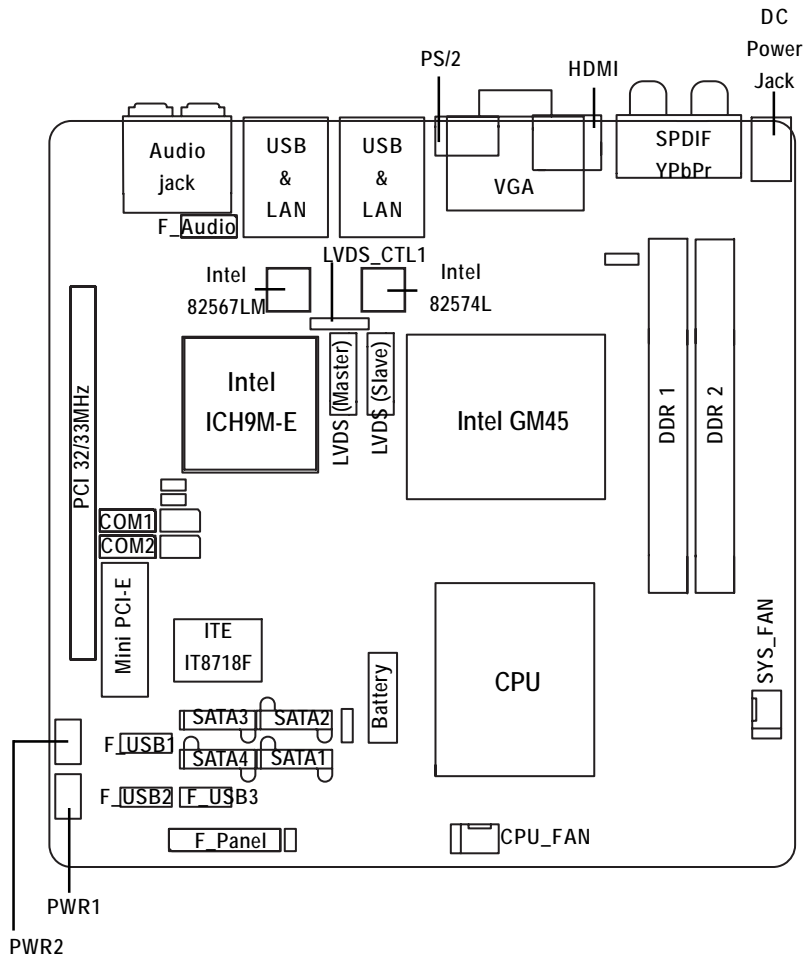 DC
Power
Jack
PS/2
HDMI
Audio
jack
USB
&
LAN
USB
&
LAN
VGA
SPDIF
YPbPr
F_Audio
LVDS_CTL1
Intel
82567LM
Intel
82574L
PCI 32/33MHz
Intel
ICH9M-E
LVDS (Master)
LVDS (Slave)
Intel GM45
DDR 1
DDR 2
COM1
COM2
Mini PCI-E
ITE
IT8718F
Battery
CPU
SYS_FAN
SATA3
SATA2
F_USB1
SATA4
SATA1
F_USB2
F_USB3
F_Panel
CPU_FAN
PWR1
PWR2